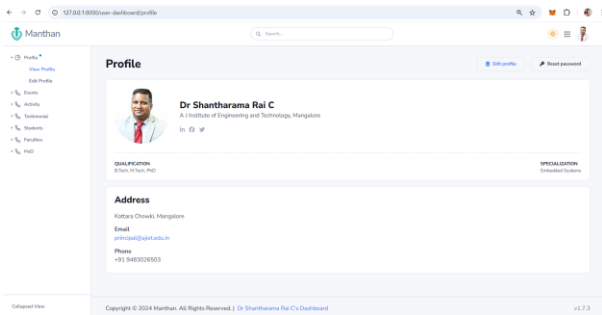 127.0.0.1:8000/user-dashboard/profile
Manthan
Search...
Profile
View Profile
Edit Profile
Events
Activity
Testimonial
Students
Faculties
HoD
Collapsed View
Profile
Edit profile
Reset password
Dr Shantharama Rai C
A J Institute of Engineering and Technology, Mangalore
QUALIFICATION
B.Tech, M.Tech, PhD
SPECIALIZATION
Embedded Systems
Address
Kottara Chowki, Mangalore
Email
principal@ajiet.edu.in
Phone
+91 9483026503
Copyright © 2024 Manthan. All Rights Reserved. | Dr Shantharama Rai C's Dashboard
v1.7.3